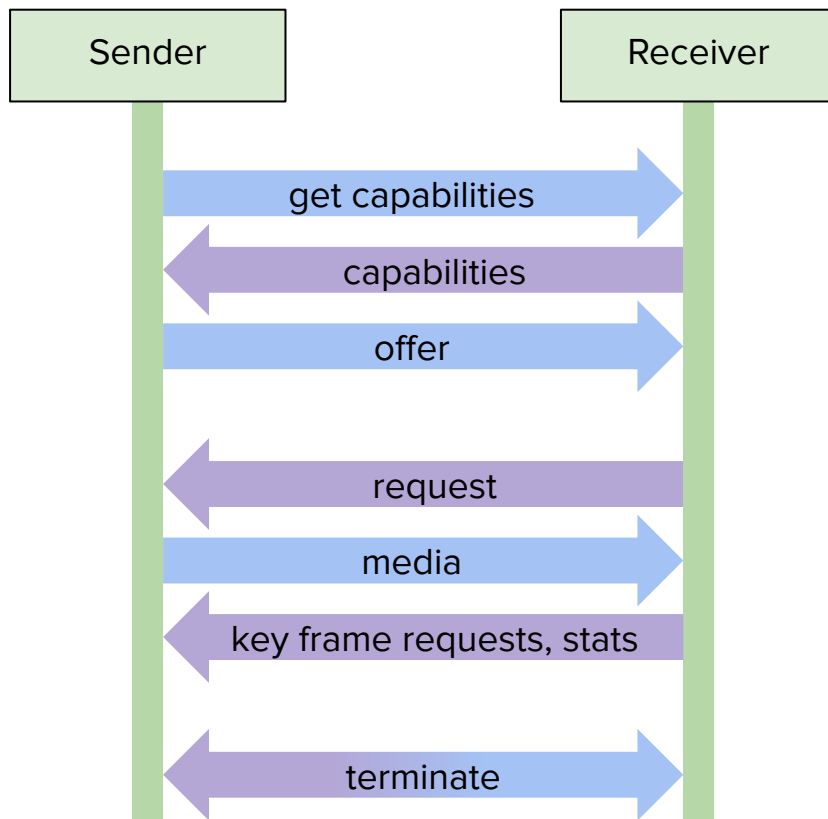 Sender
Receiver
get capabilities
capabilities
offer
request
media
key frame requests, stats
terminate